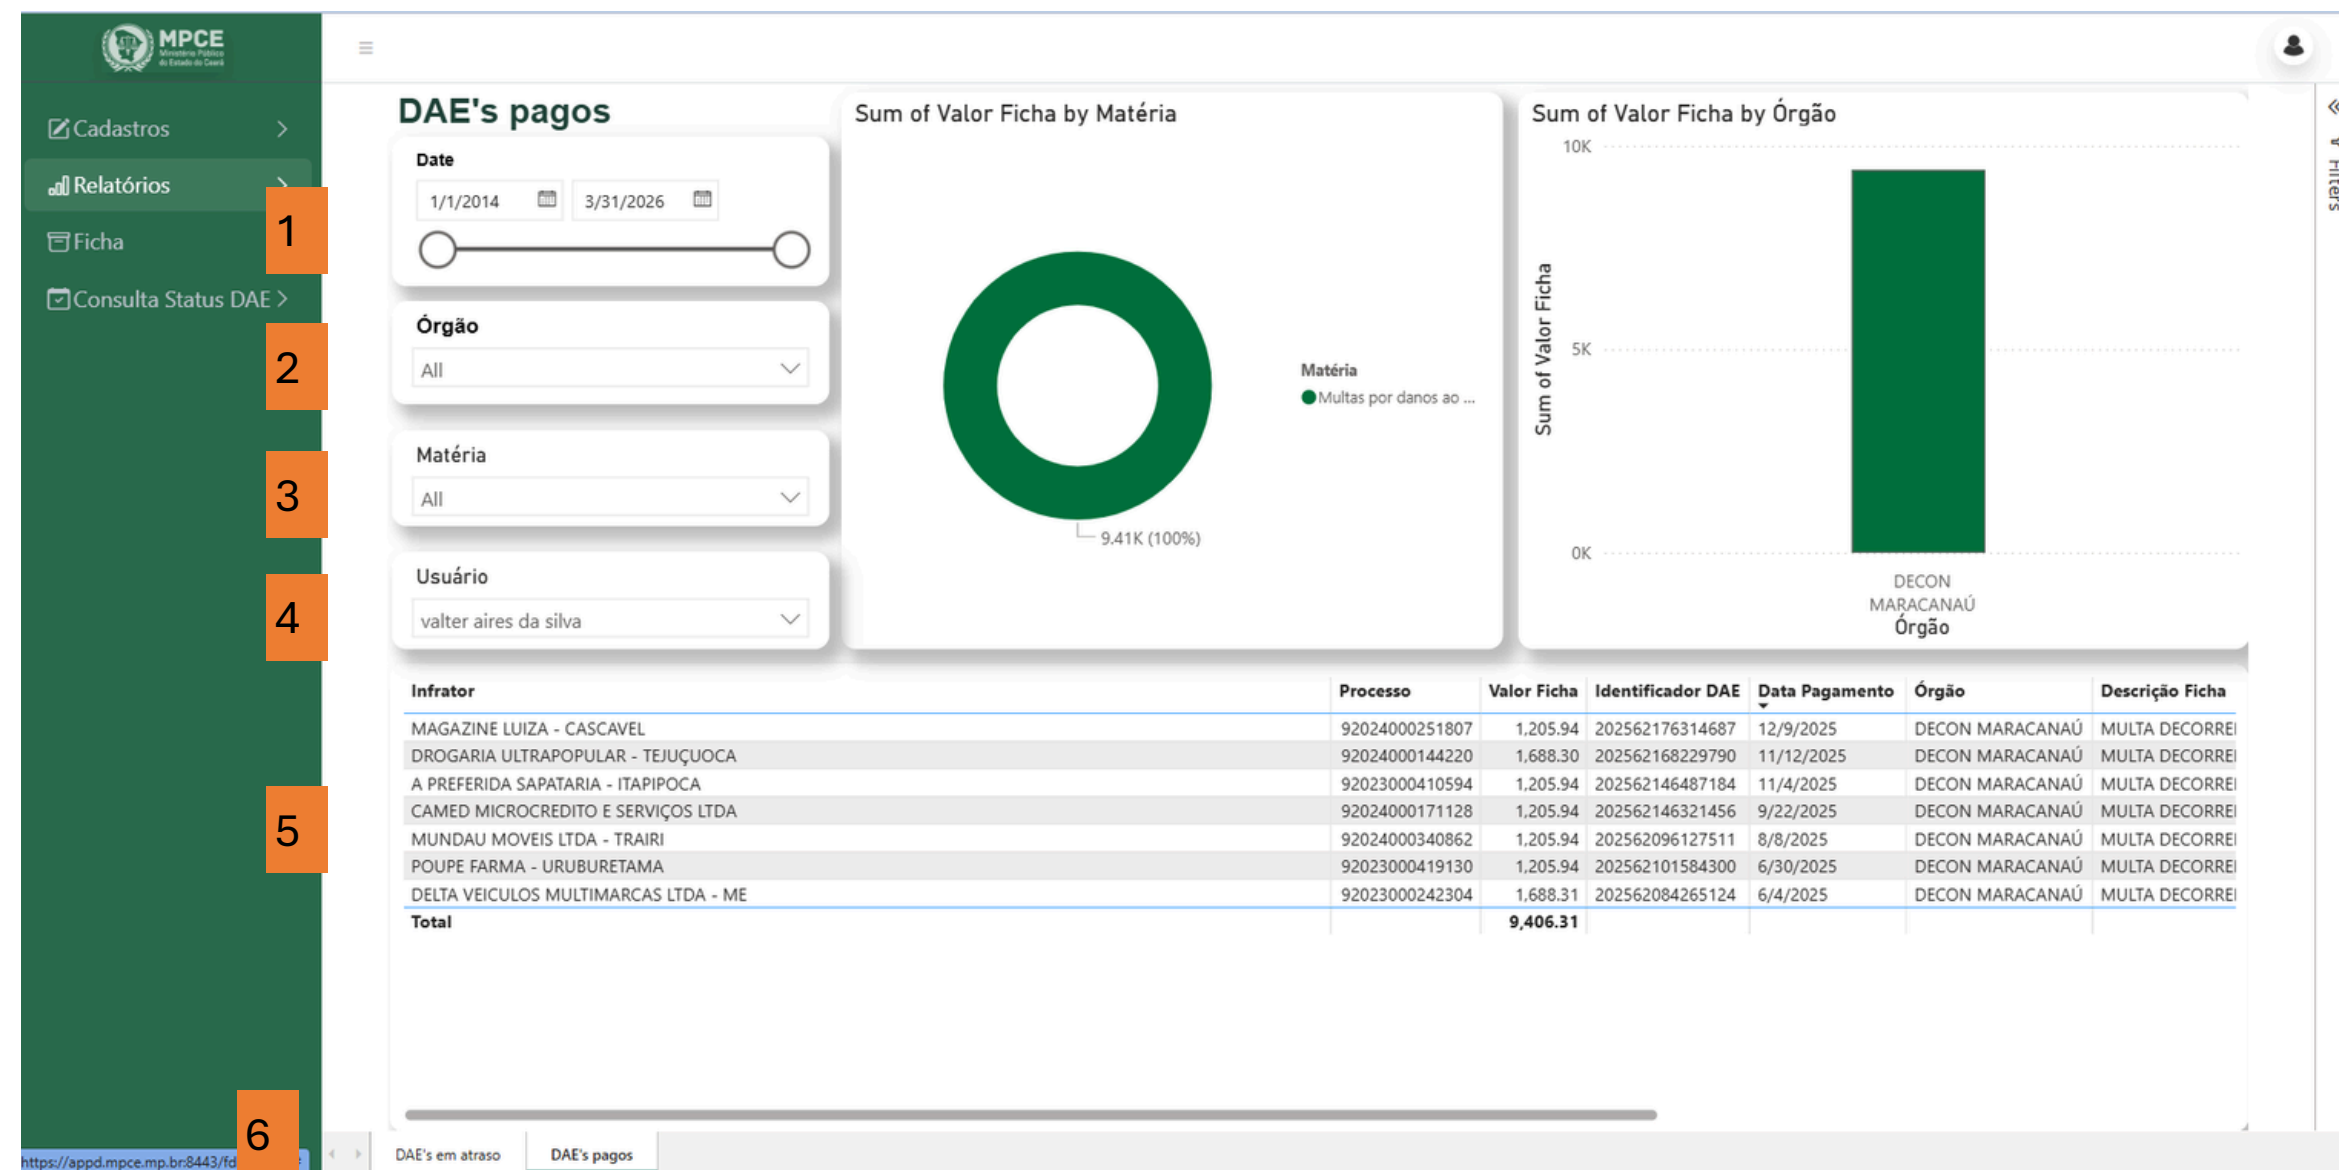 MPCE
Ministério Público
do Estado do Ceará
Cadastros
Relatórios
Ficha
Consulta Status DAE
1
2
3
4
5
6
DAE's pagos
Date
1/1/2014
3/31/2026
Órgão
All
Matéria
All
Usuário
valter aires da silva
Sum of Valor Ficha by Matéria
9.41K (100%)
Matéria
Multas por danos ao ...
Sum of Valor Ficha by Órgão
10K
5K
0K
Sum of Valor Ficha
DECON
MARACANAÚ
Órgão
Filters
Infrator Processo Valor Ficha Identificador DAE Data Pagamento Órgão Descrição Ficha
MAGAZINE LUIZA - CASCAVEL 92024000251807 1,205.94 202562176314687 12/9/2025 DECON MARACANAÚ MULTA DECORREI
DROGARIA ULTRAPOPULAR - TEJUÇUOCA 92024000144220 1,688.30 202562168229790 11/12/2025 DECON MARACANAÚ MULTA DECORREI
A PREFERIDA SAPATARIA - ITAPIPOCA 92023000410594 1,205.94 202562146487184 11/4/2025 DECON MARACANAÚ MULTA DECORREI
CAMED MICROCREDITO E SERVIÇOS LTDA 92024000171128 1,205.94 202562146321456 9/22/2025 DECON MARACANAÚ MULTA DECORREI
MUNDAU MOVEIS LTDA - TRAIRI 92024000340862 1,205.94 202562096127511 8/8/2025 DECON MARACANAÚ MULTA DECORREI
POUPE FARMA - URUBURETAMA 92023000419130 1,205.94 202562101584300 6/30/2025 DECON MARACANAÚ MULTA DECORREI
DELTA VEICULOS MULTIMARCAS LTDA - ME 92023000242304 1,688.31 202562084265124 6/4/2025 DECON MARACANAÚ MULTA DECORREI
Total 9,406.31
https://appd.mpce.mp.br:8443/fd
DAE's em atraso
DAE's pagos